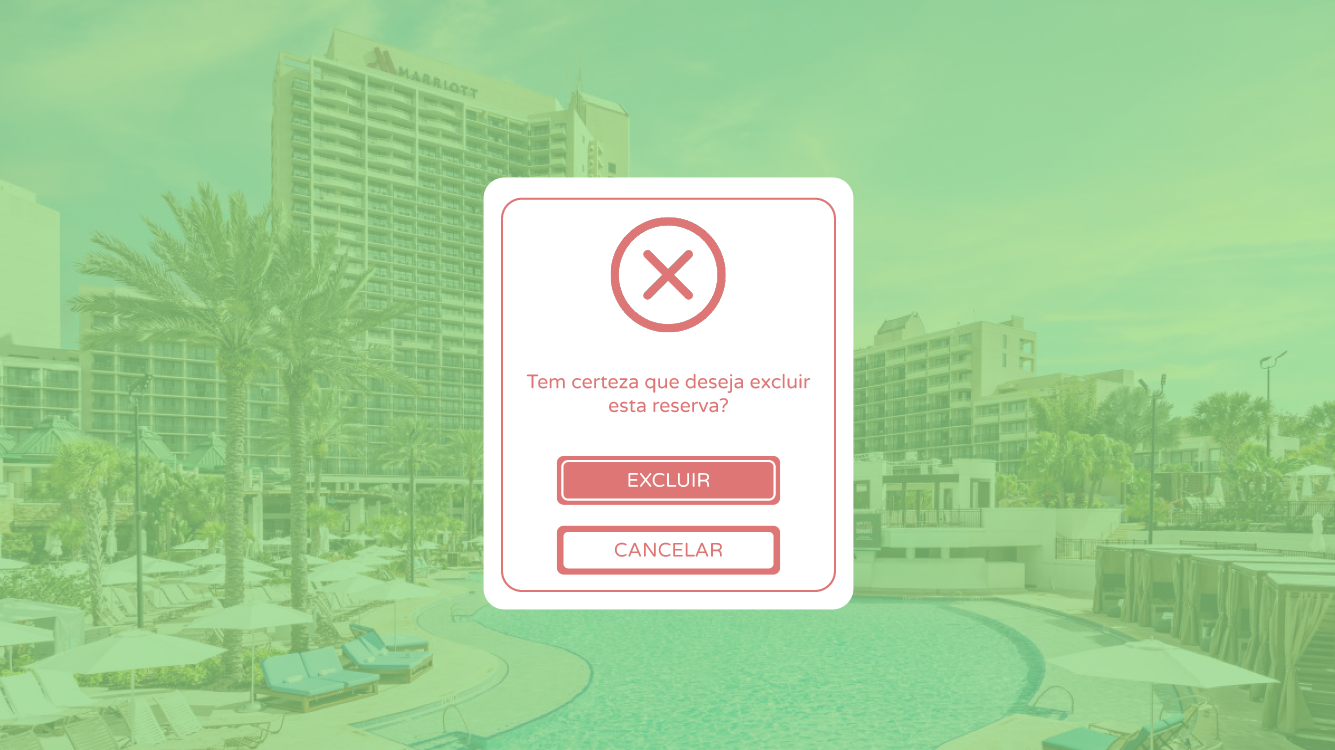 MARRIOTT
Tem certeza que deseja excluir
esta reserva?
EXCLUIR
CANCELAR